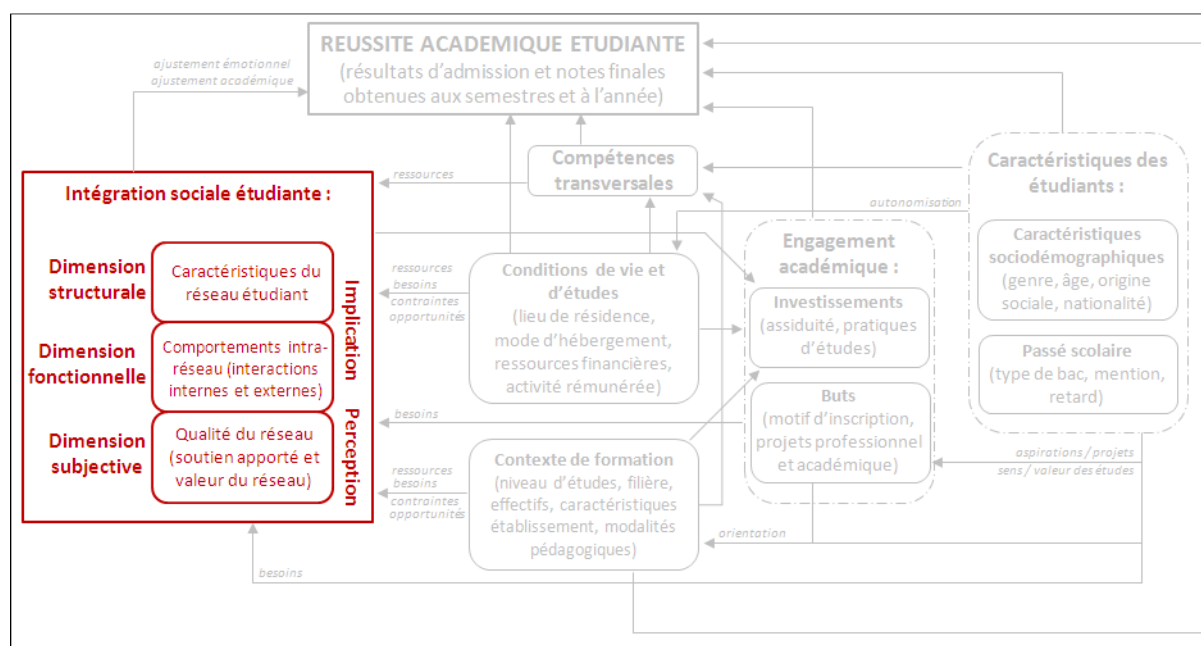 REUSSITE ACADEMIQUE ETUDIANTE
(résultats d'admission et notes finales
obtenues aux semestres et à l'année)
ajustement émotionnel
ajustement académique
Compétences
transversales
ressources
Caractéristiques des
étudiants :
autonomisation
Caractéristiques
sociodémographiques
(genre, âge, origine
sociale, nationalité)
Passé scolaire
(type de bac, mention,
retard)
Intégration sociale étudiante :
Dimension
structurale
Caractéristiques du
réseau étudiant
Implication
Dimension
fonctionnelle
Comportements intra-
réseau (interactions
internes et externes)
Dimension
subjective
Qualité du réseau
(soutien apporté et
valeur du réseau)
Perception
ressources
besoins
contraintes
opportunités
Conditions de vie et
d'études
(lieu de résidence,
mode d'hébergement,
ressources financières,
activité rémunérée)
Engagement
académique :
Investissements
(assiduité, pratiques
d'études)
Buts
(motif d'inscription,
projets professionnel
et académique)
besoins
ressources
besoins
contraintes
opportunités
Contexte de formation
(niveau d'études, filière,
effectifs, caractéristiques
établissement, modalités
pédagogiques)
aspirations / projets
sens / valeur des études
orientation
besoins